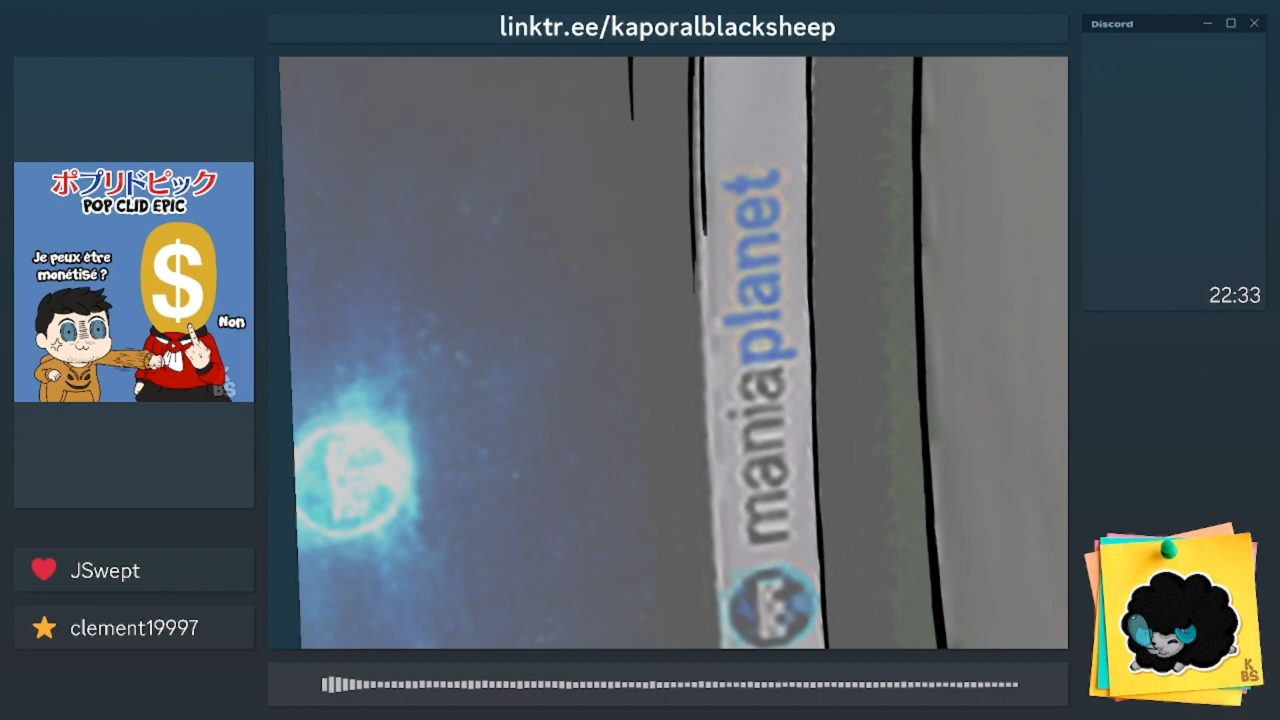 linktr.ee/kaporalblacksheep
Discord
ポプリドピック
POP CLID EPIC
Je peux être
monétisé ?
$
Non
KBS
maniaplanet
22:33
JSwept
clement19997
K
BS